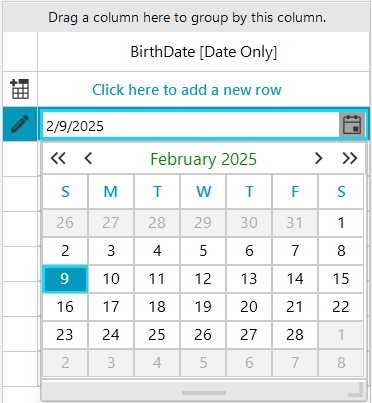 Drag a column here to group by this column.
BirthDate [Date Only]
Click here to add a new row
2/9/2025
February 2025
S M T W T F S
26 27 28 29 30 31 1
2 3 4 5 6 7 8
9 10 11 12 13 14 15
16 17 18 19 20 21 22
23 24 25 26 27 28 1
2 3 4 5 6 7 8